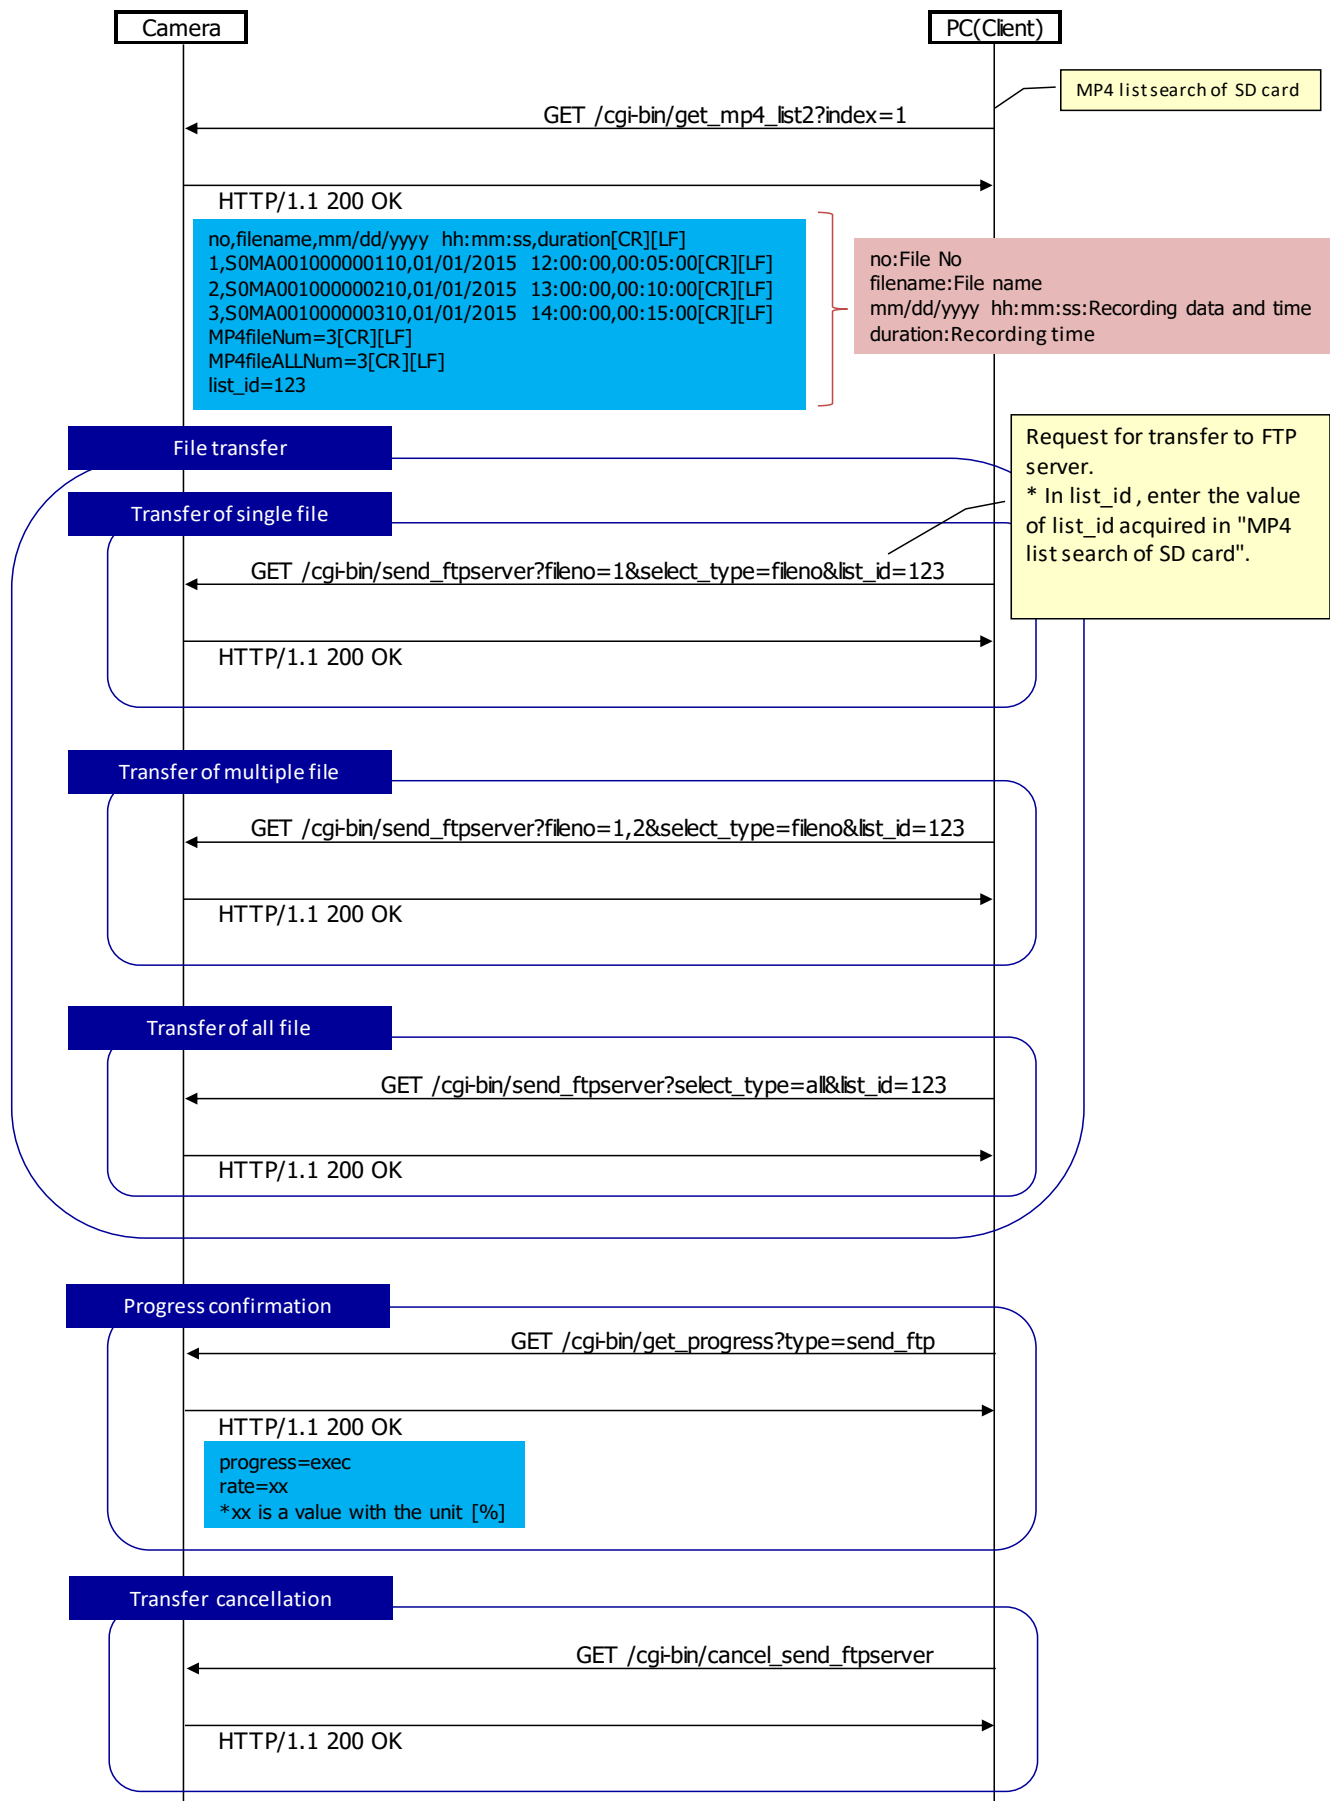 Camera
PC(Client)
MP4 list search of SD card
GET /cgi-bin/get_mp4_list2?index=1
HTTP/1.1 200 OK
no,filename,mm/dd/yyyy hh:mm:ss,duration[CR][LF]
1,S0MA001000000110,01/01/2015 12:00:00,00:05:00[CR][LF]
2,S0MA001000000210,01/01/2015 13:00:00,00:10:00[CR][LF]
3,S0MA001000000310,01/01/2015 14:00:00,00:15:00[CR][LF]
MP4fileNum=3[CR][LF]
MP4fileALLNum=3[CR][LF]
list_id=123
no:File No
filename:File name
mm/dd/yyyy hh:mm:ss:Recording data and time
duration:Recording time
File transfer
Request for transfer to FTP
server.
* In list_id , enter the value
of list_id acquired in "MP4
list search of SD card".
Transfer of single file
GET /cgi-bin/send_ftpserver?fileno=1&select_type=fileno&list_id=123
HTTP/1.1 200 OK
Transfer of multiple file
GET /cgi-bin/send_ftpserver?fileno=1,2&select_type=fileno&list_id=123
HTTP/1.1 200 OK
Transfer of all file
GET /cgi-bin/send_ftpserver?select_type=all&list_id=123
HTTP/1.1 200 OK
Progress confirmation
GET /cgi-bin/get_progress?type=send_ftp
HTTP/1.1 200 OK
progress=exec
rate=xx
*xx is a value with the unit [%]
Transfer cancellation
GET /cgi-bin/cancel_send_ftpserver
HTTP/1.1 200 OK